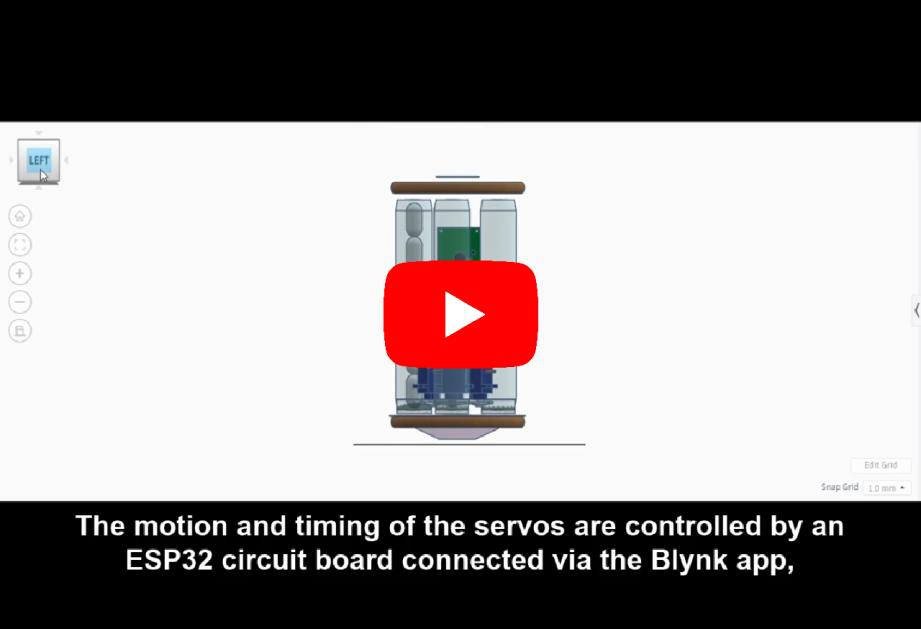 LEFT
Edit Grid
Snap Grid 1.0 mm
The motion and timing of the servos are controlled by an
ESP32 circuit board connected via the Blynk app,